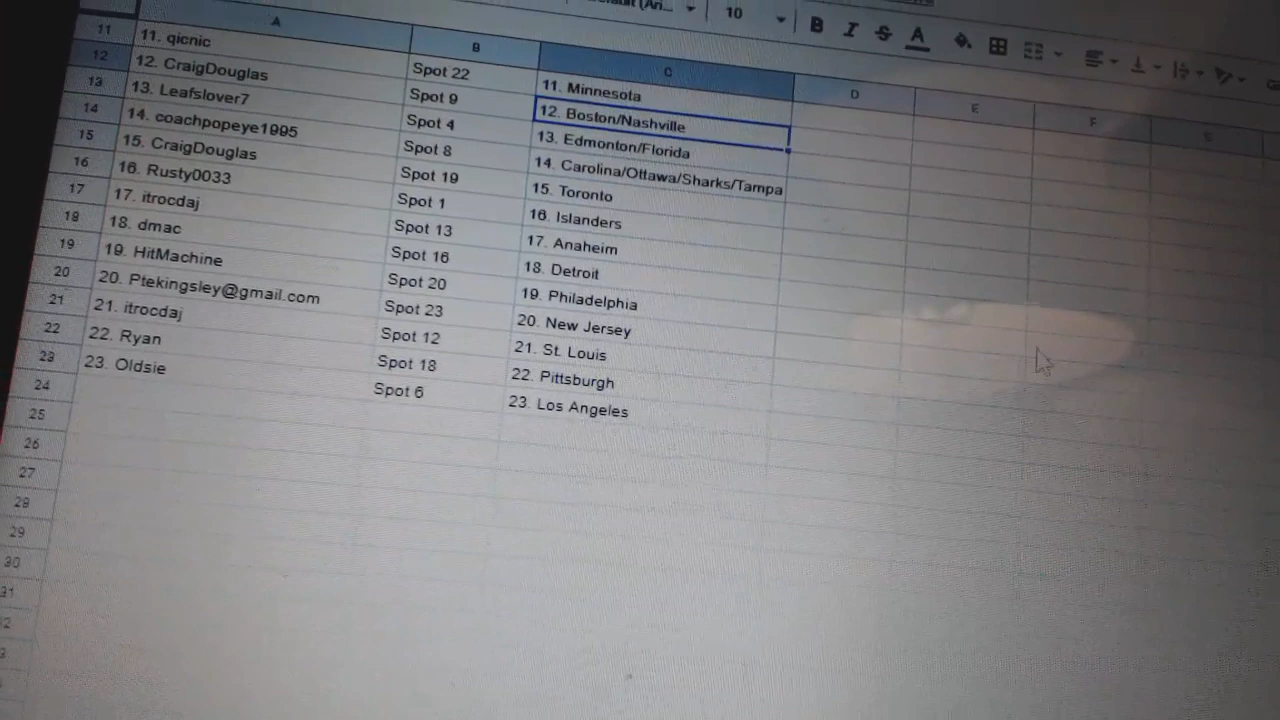 10 B I S A
A B C D E F
11 11. qicnic Spot 22 11. Minnesota
12 12. CraigDouglas Spot 9 12. Boston/Nashville
13 13. Leafslover7 Spot 4 13. Edmonton/Florida
14 14. coachpopeye1995 Spot 8 14. Carolina/Ottawa/Sharks/Tampa
15 15. CraigDouglas Spot 19 15. Toronto
16 16. Rusty0033 Spot 1 16. Islanders
17 17. itrocdaj Spot 13 17. Anaheim
18 18. dmac Spot 16 18. Detroit
19 19. HitMachine Spot 20 19. Philadelphia
20 20. Ptekingsley@gmail.com Spot 23 20. New Jersey
21 21. itrocdaj Spot 12 21. St. Louis
22 22. Ryan Spot 18 22. Pittsburgh
23 23. Oldsie Spot 6 23. Los Angeles
24
25
26
27
28
29
30